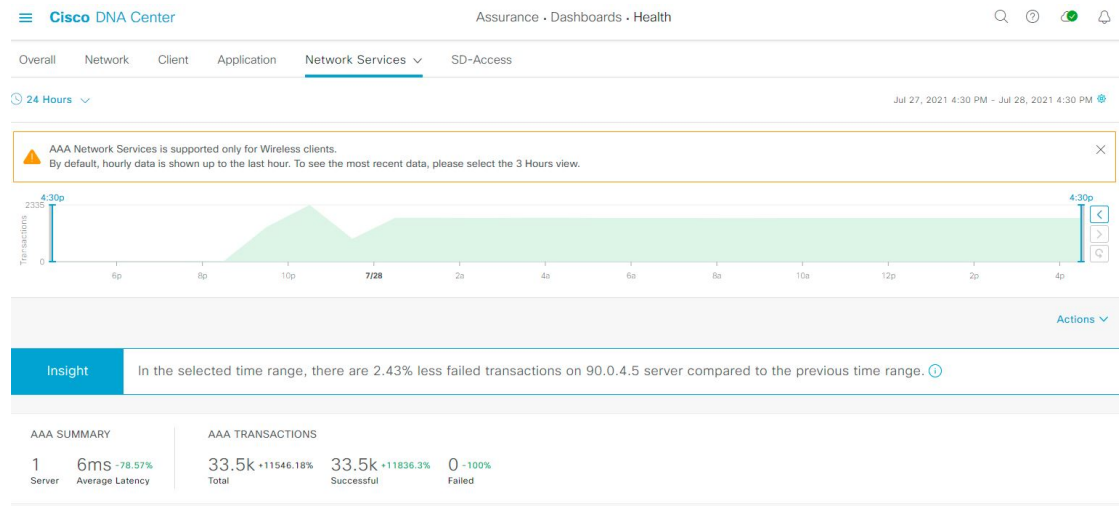 Cisco DNA Center
Assurance • Dashboards • Health
Overall Network Client Application Network Services SD-Access
24 Hours
Jul 27, 2021 4:30 PM - Jul 28, 2021 4:30 PM
AAA Network Services is supported only for Wireless clients.
By default, hourly data is shown up to the last hour. To see the most recent data, please select the 3 Hours view.
4:30p 4:30p
2335
Transactions
0
6p 8p 10p 7/28 2a 4a 6a 8a 10a 12p 2p 4p
Actions
Insight In the selected time range, there are 2.43% less failed transactions on 90.0.4.5 server compared to the previous time range.
AAA SUMMARY AAA TRANSACTIONS
1 6ms -78.57% 33.5k +11546.18% 33.5k +11836.3% 0 -100%
Server Average Latency Total Successful Failed